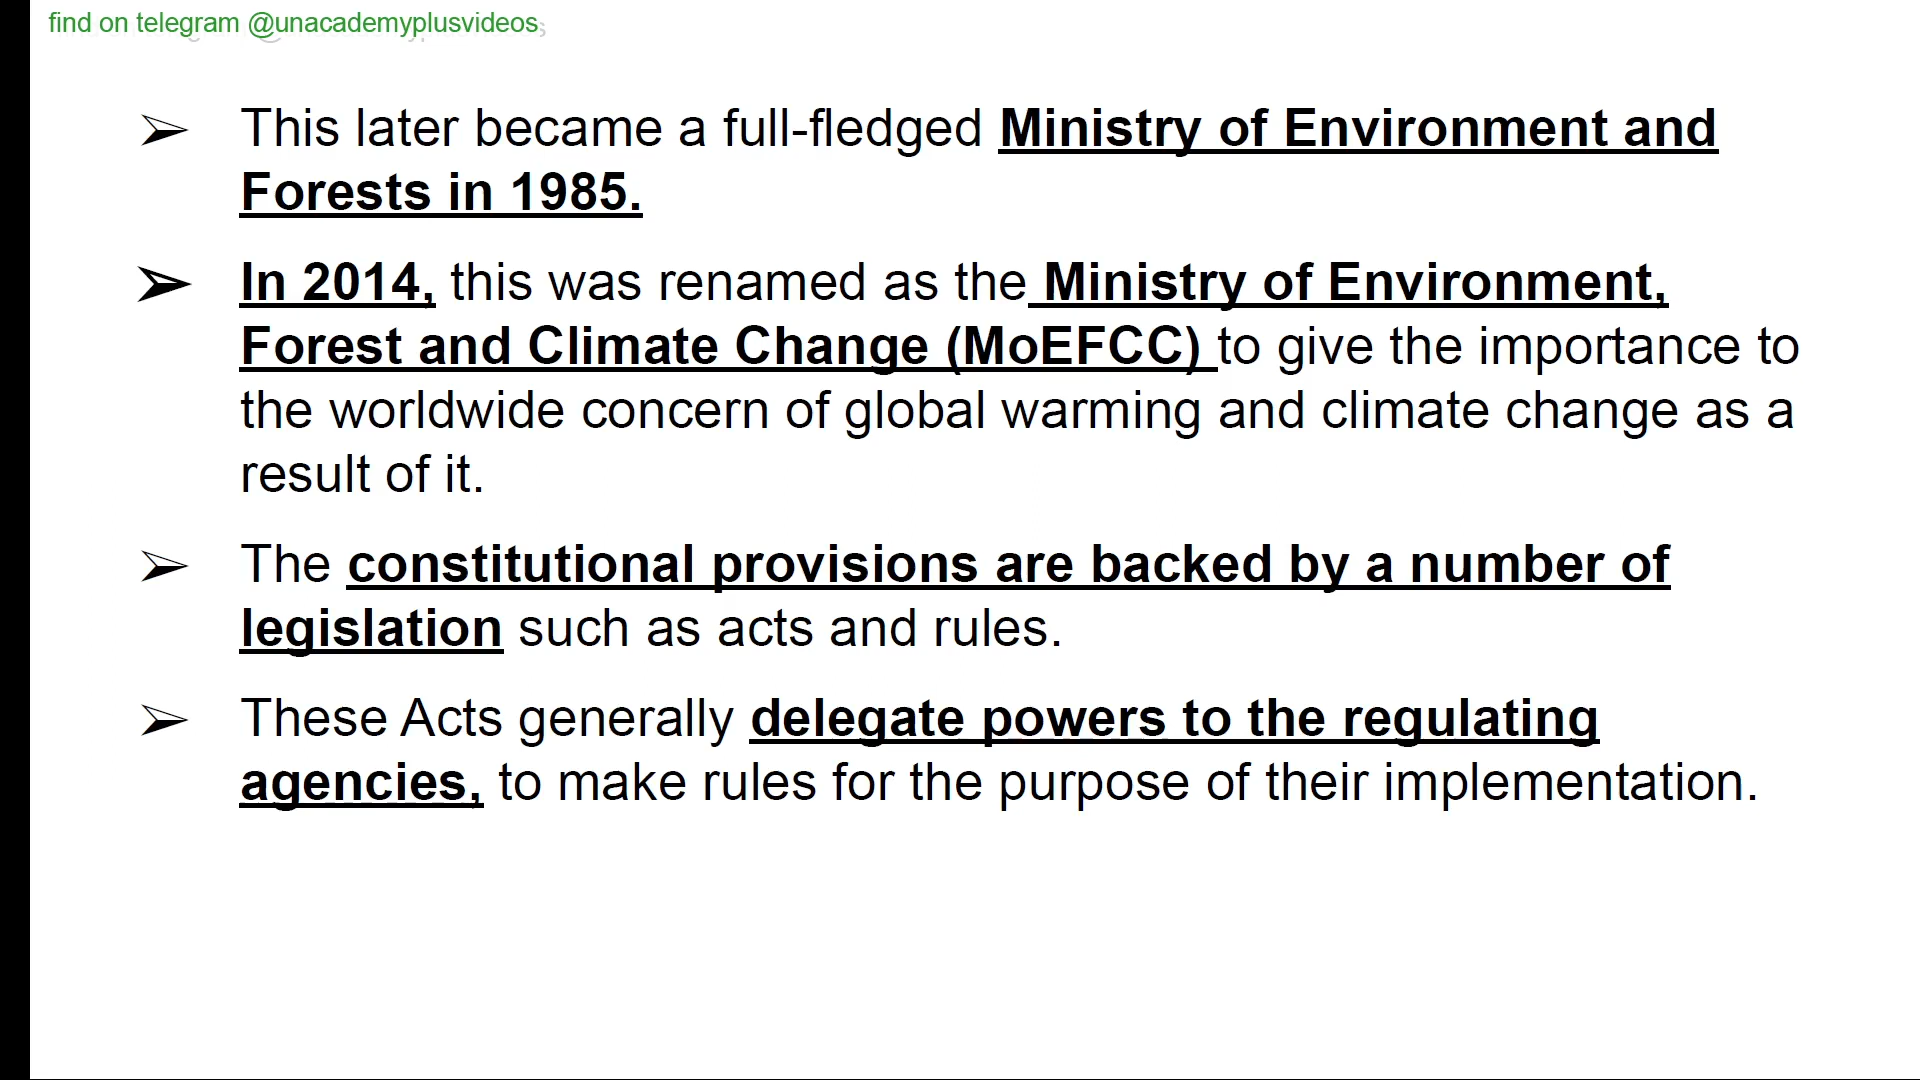 find on telegram @unacademyplusvideos
➢ This later became a full-fledged Ministry of Environment and
Forests in 1985.
➢ In 2014, this was renamed as the Ministry of Environment,
Forest and Climate Change (MoEFCC) to give the importance to
the worldwide concern of global warming and climate change as a
result of it.
➢ The constitutional provisions are backed by a number of
legislation such as acts and rules.
➢ These Acts generally delegate powers to the regulating
agencies, to make rules for the purpose of their implementation.